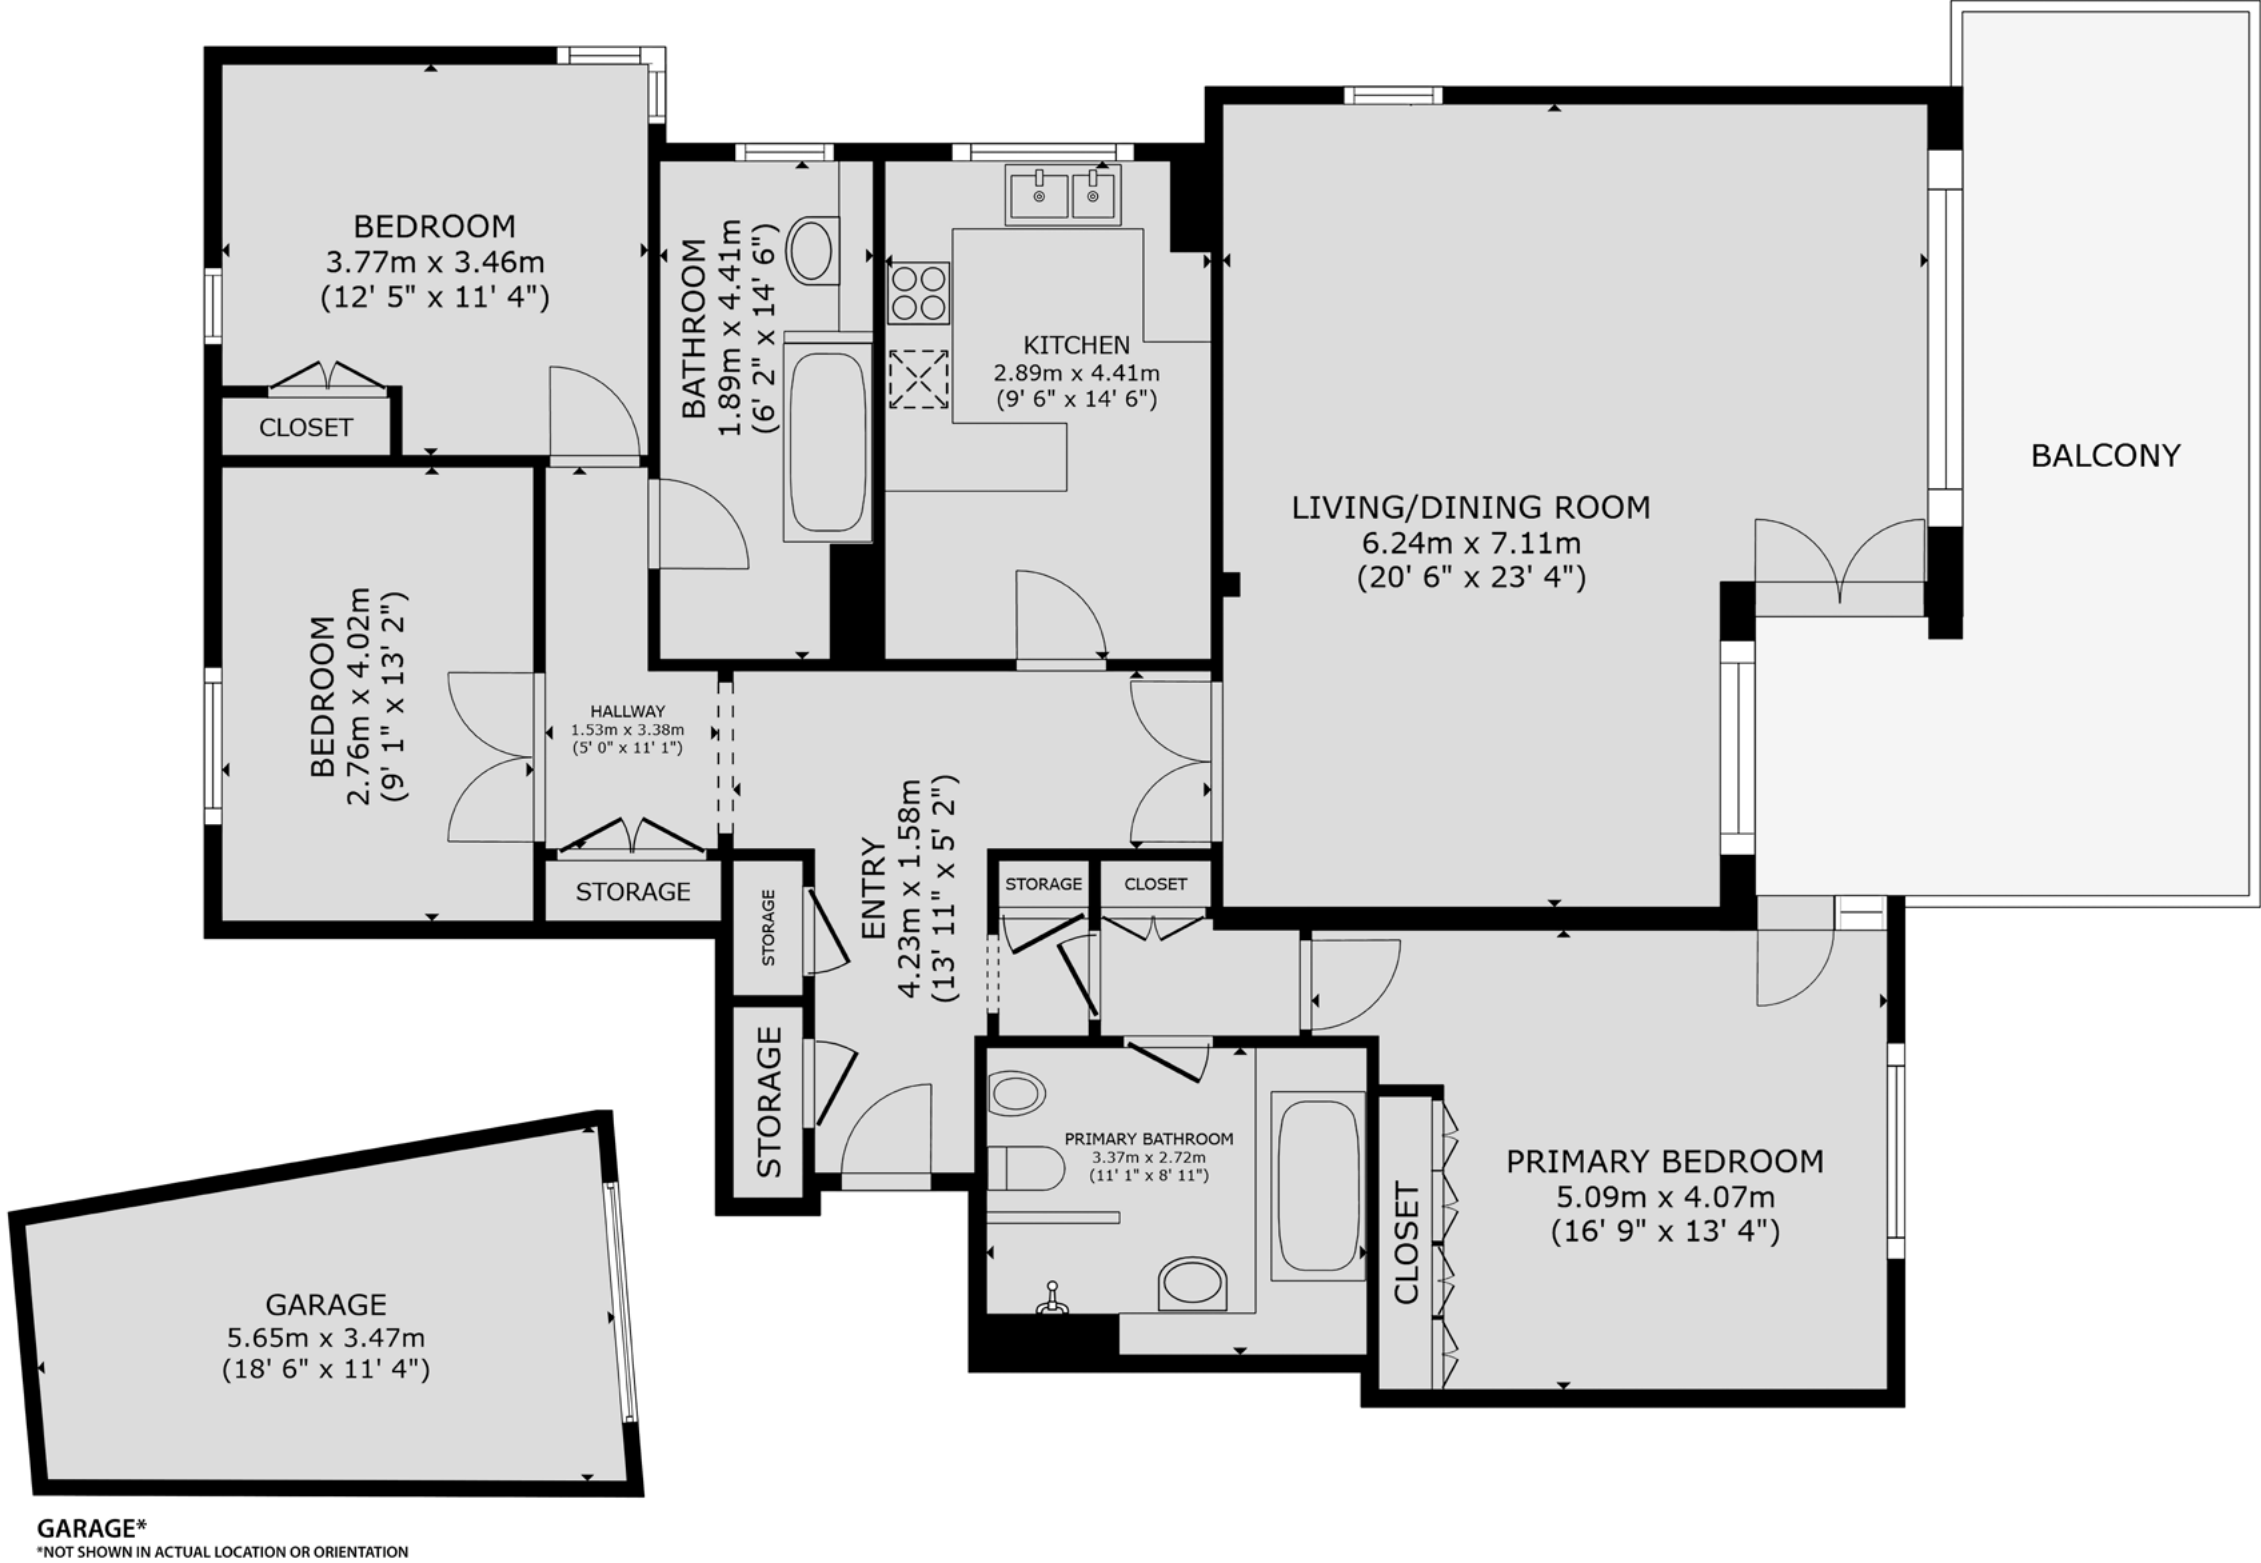 BEDROOM
3.77m x 3.46m
(12' 5" x 11' 4")
CLOSET
BATHROOM
1.89m x 4.41m
(6' 2" x 14' 6")
KITCHEN
2.89m x 4.41m
(9' 6" x 14' 6")
LIVING/DINING ROOM
6.24m x 7.11m
(20' 6" x 23' 4")
BALCONY
BEDROOM
2.76m x 4.02m
(9' 1" x 13' 2")
HALLWAY
1.53m x 3.38m
(5' 0" x 11' 1")
STORAGE
STORAGE
STORAGE
ENTRY
4.23m x 1.58m
(13' 11" x 5' 2")
STORAGE
CLOSET
PRIMARY BATHROOM
3.37m x 2.72m
(11' 1" x 8' 11")
CLOSET
PRIMARY BEDROOM
5.09m x 4.07m
(16' 9" x 13' 4")
GARAGE
5.65m x 3.47m
(18' 6" x 11' 4")
GARAGE*
*NOT SHOWN IN ACTUAL LOCATION OR ORIENTATION